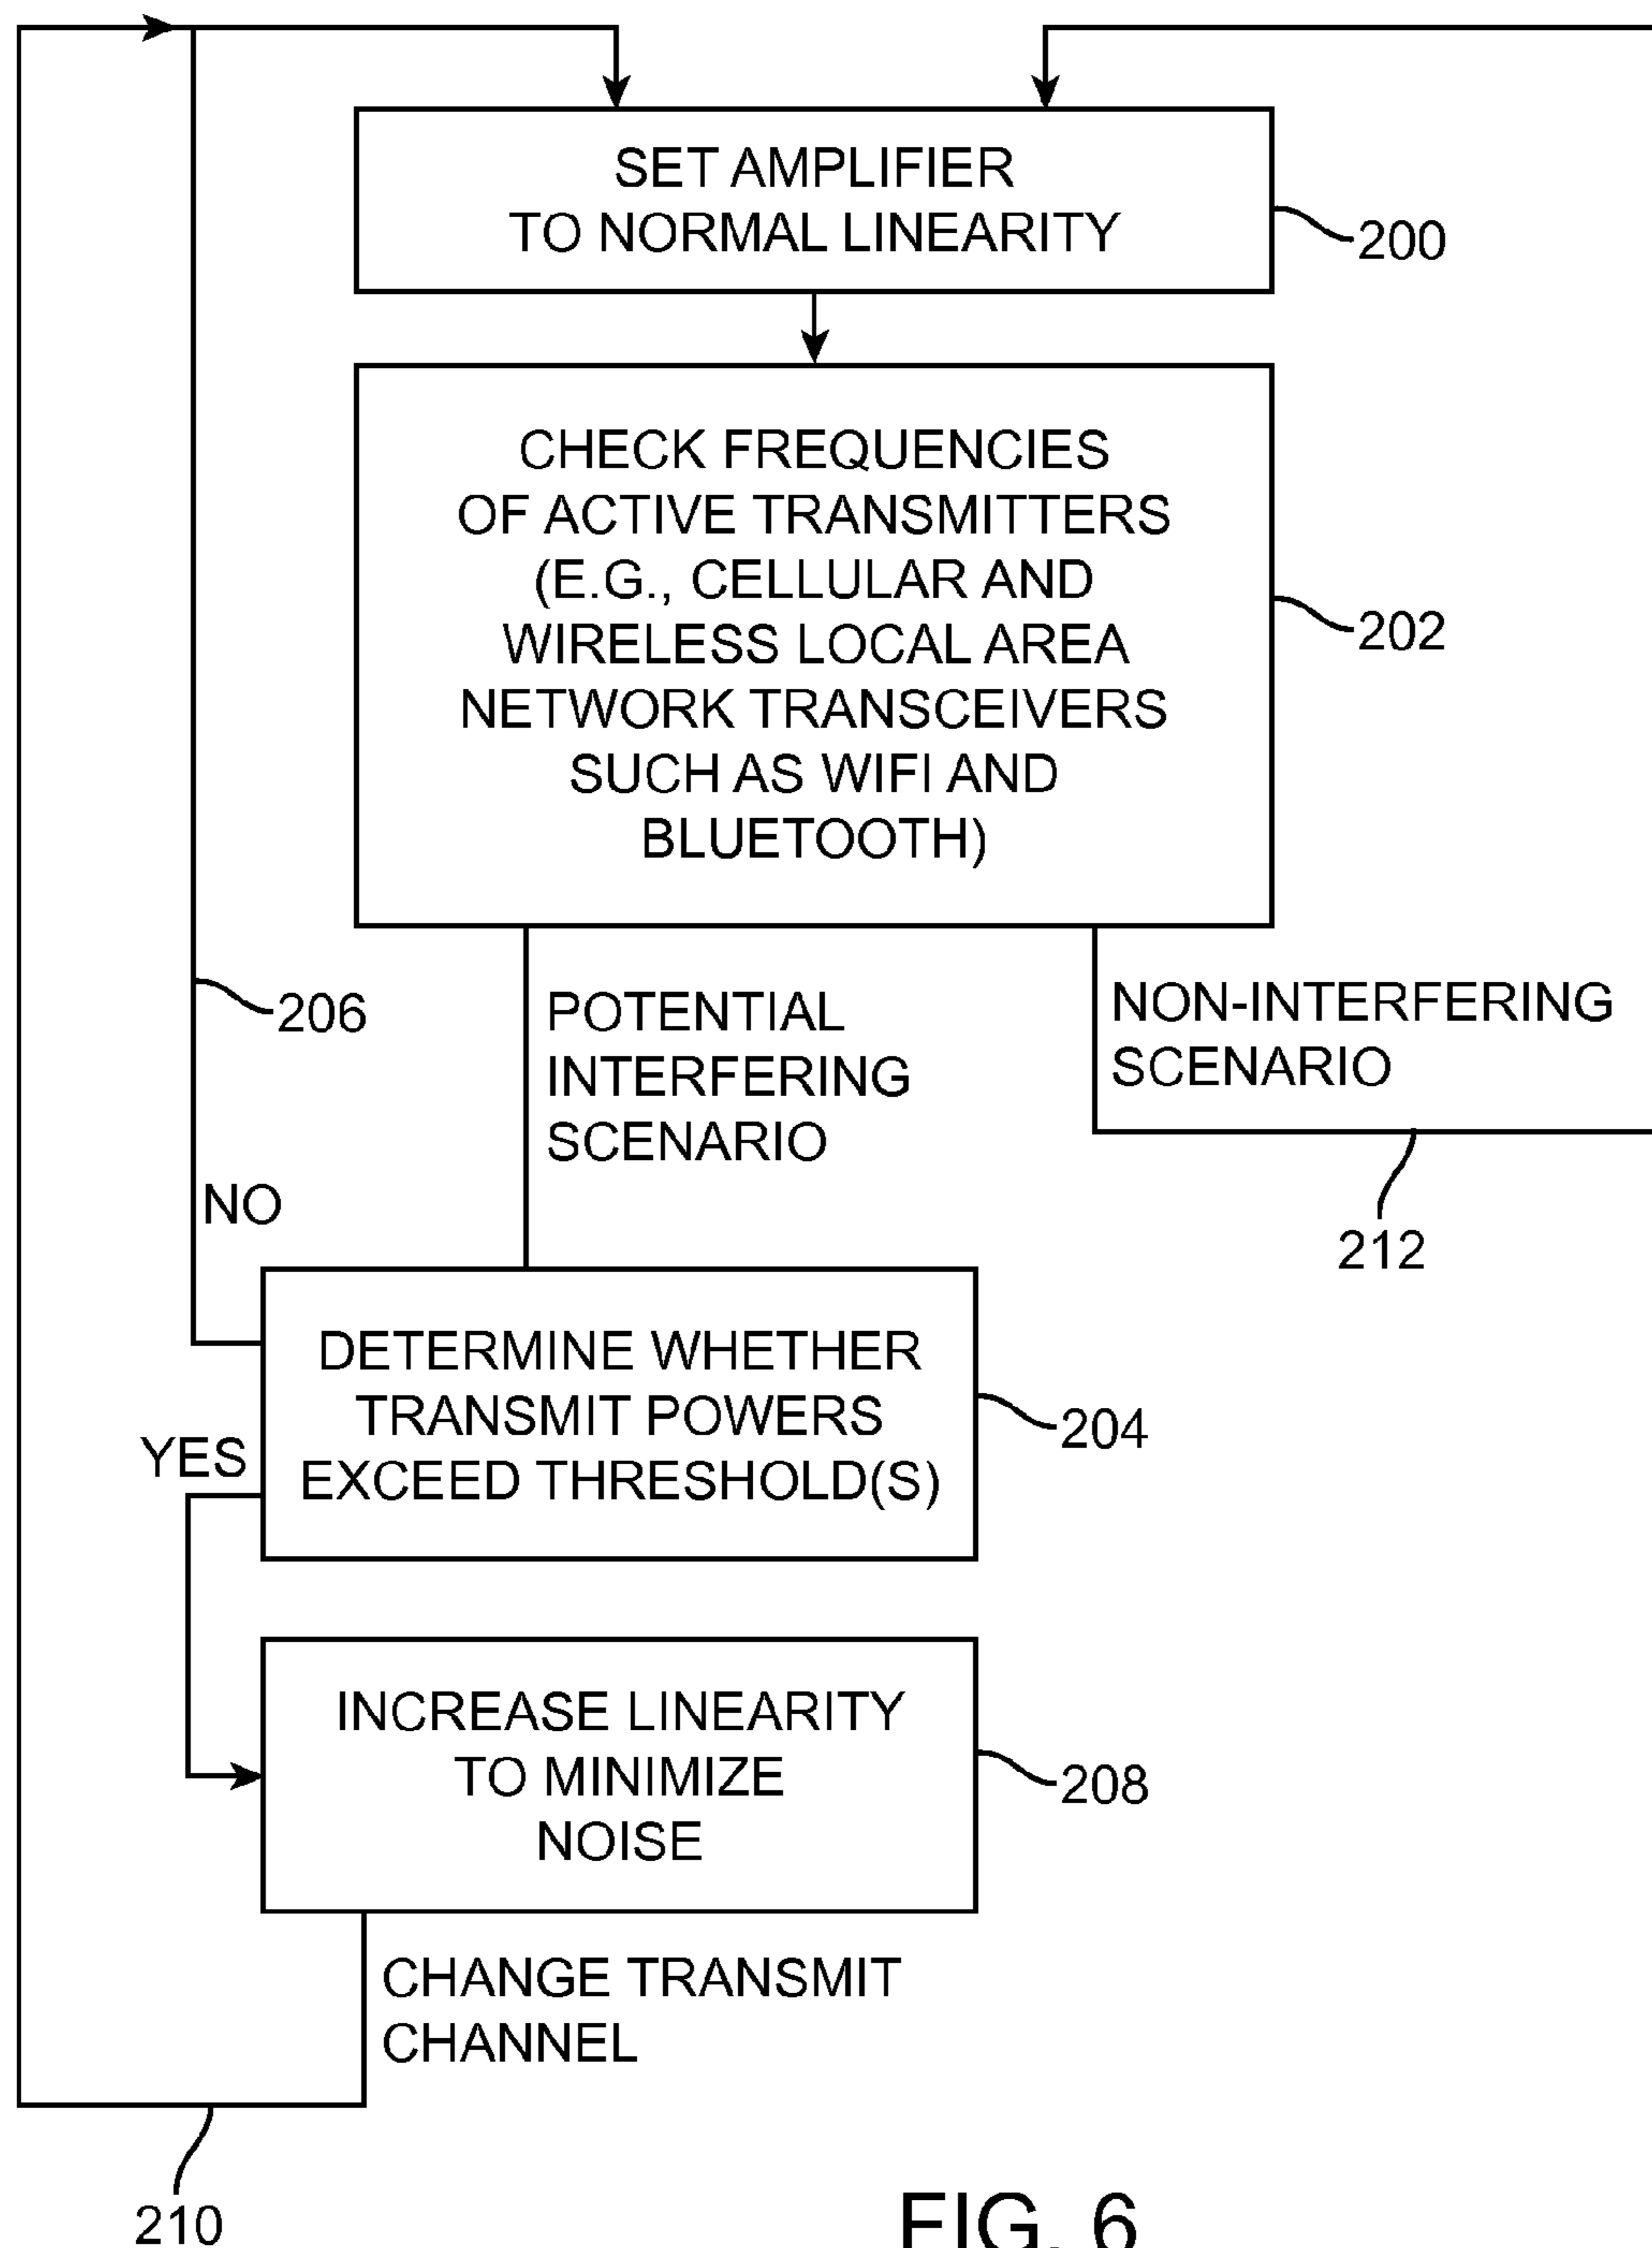 SET AMPLIFIER
TO NORMAL LINEARITY
200
CHECK FREQUENCIES
OF ACTIVE TRANSMITTERS
(E.G., CELLULAR AND
WIRELESS LOCAL AREA
NETWORK TRANSCEIVERS
SUCH AS WIFI AND
BLUETOOTH)
202
206
POTENTIAL
INTERFERING
SCENARIO
NON-INTERFERING
SCENARIO
212
NO
DETERMINE WHETHER
TRANSMIT POWERS
EXCEED THRESHOLD(S)
204
YES
INCREASE LINEARITY
TO MINIMIZE
NOISE
208
CHANGE TRANSMIT
CHANNEL
210
FIG. 6